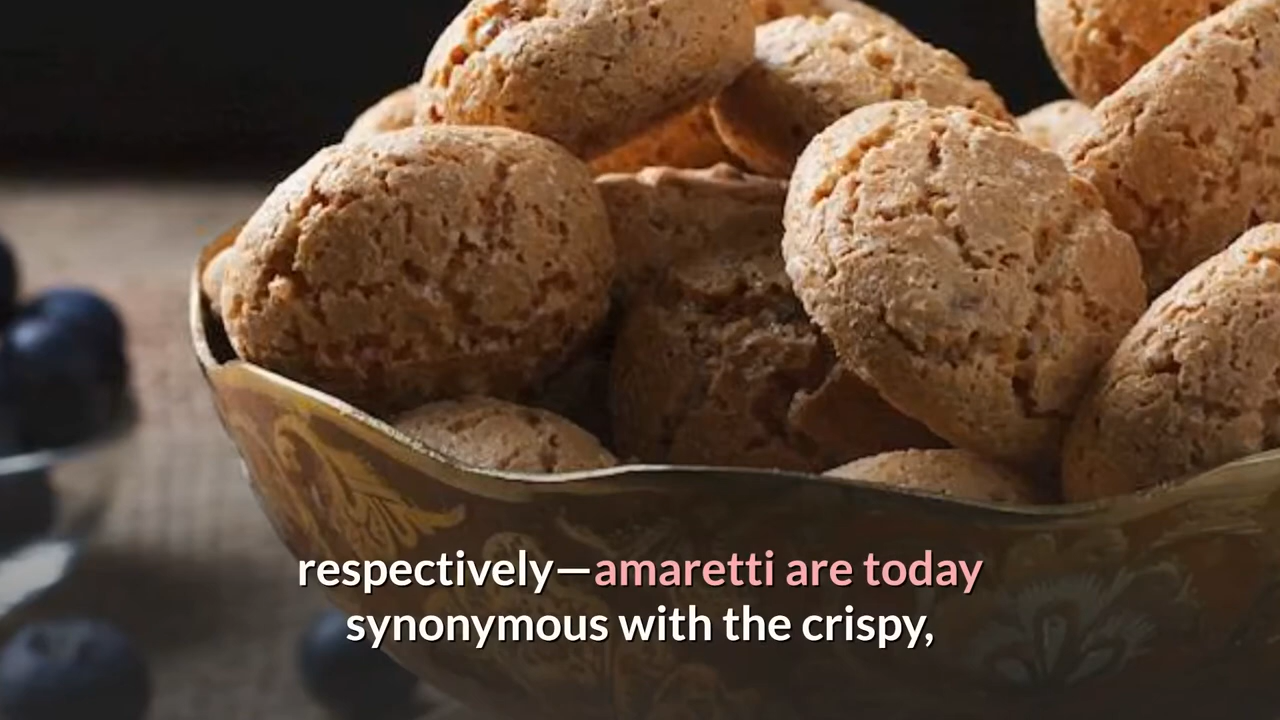 respectively—amaretti are today
synonymous with the crispy,